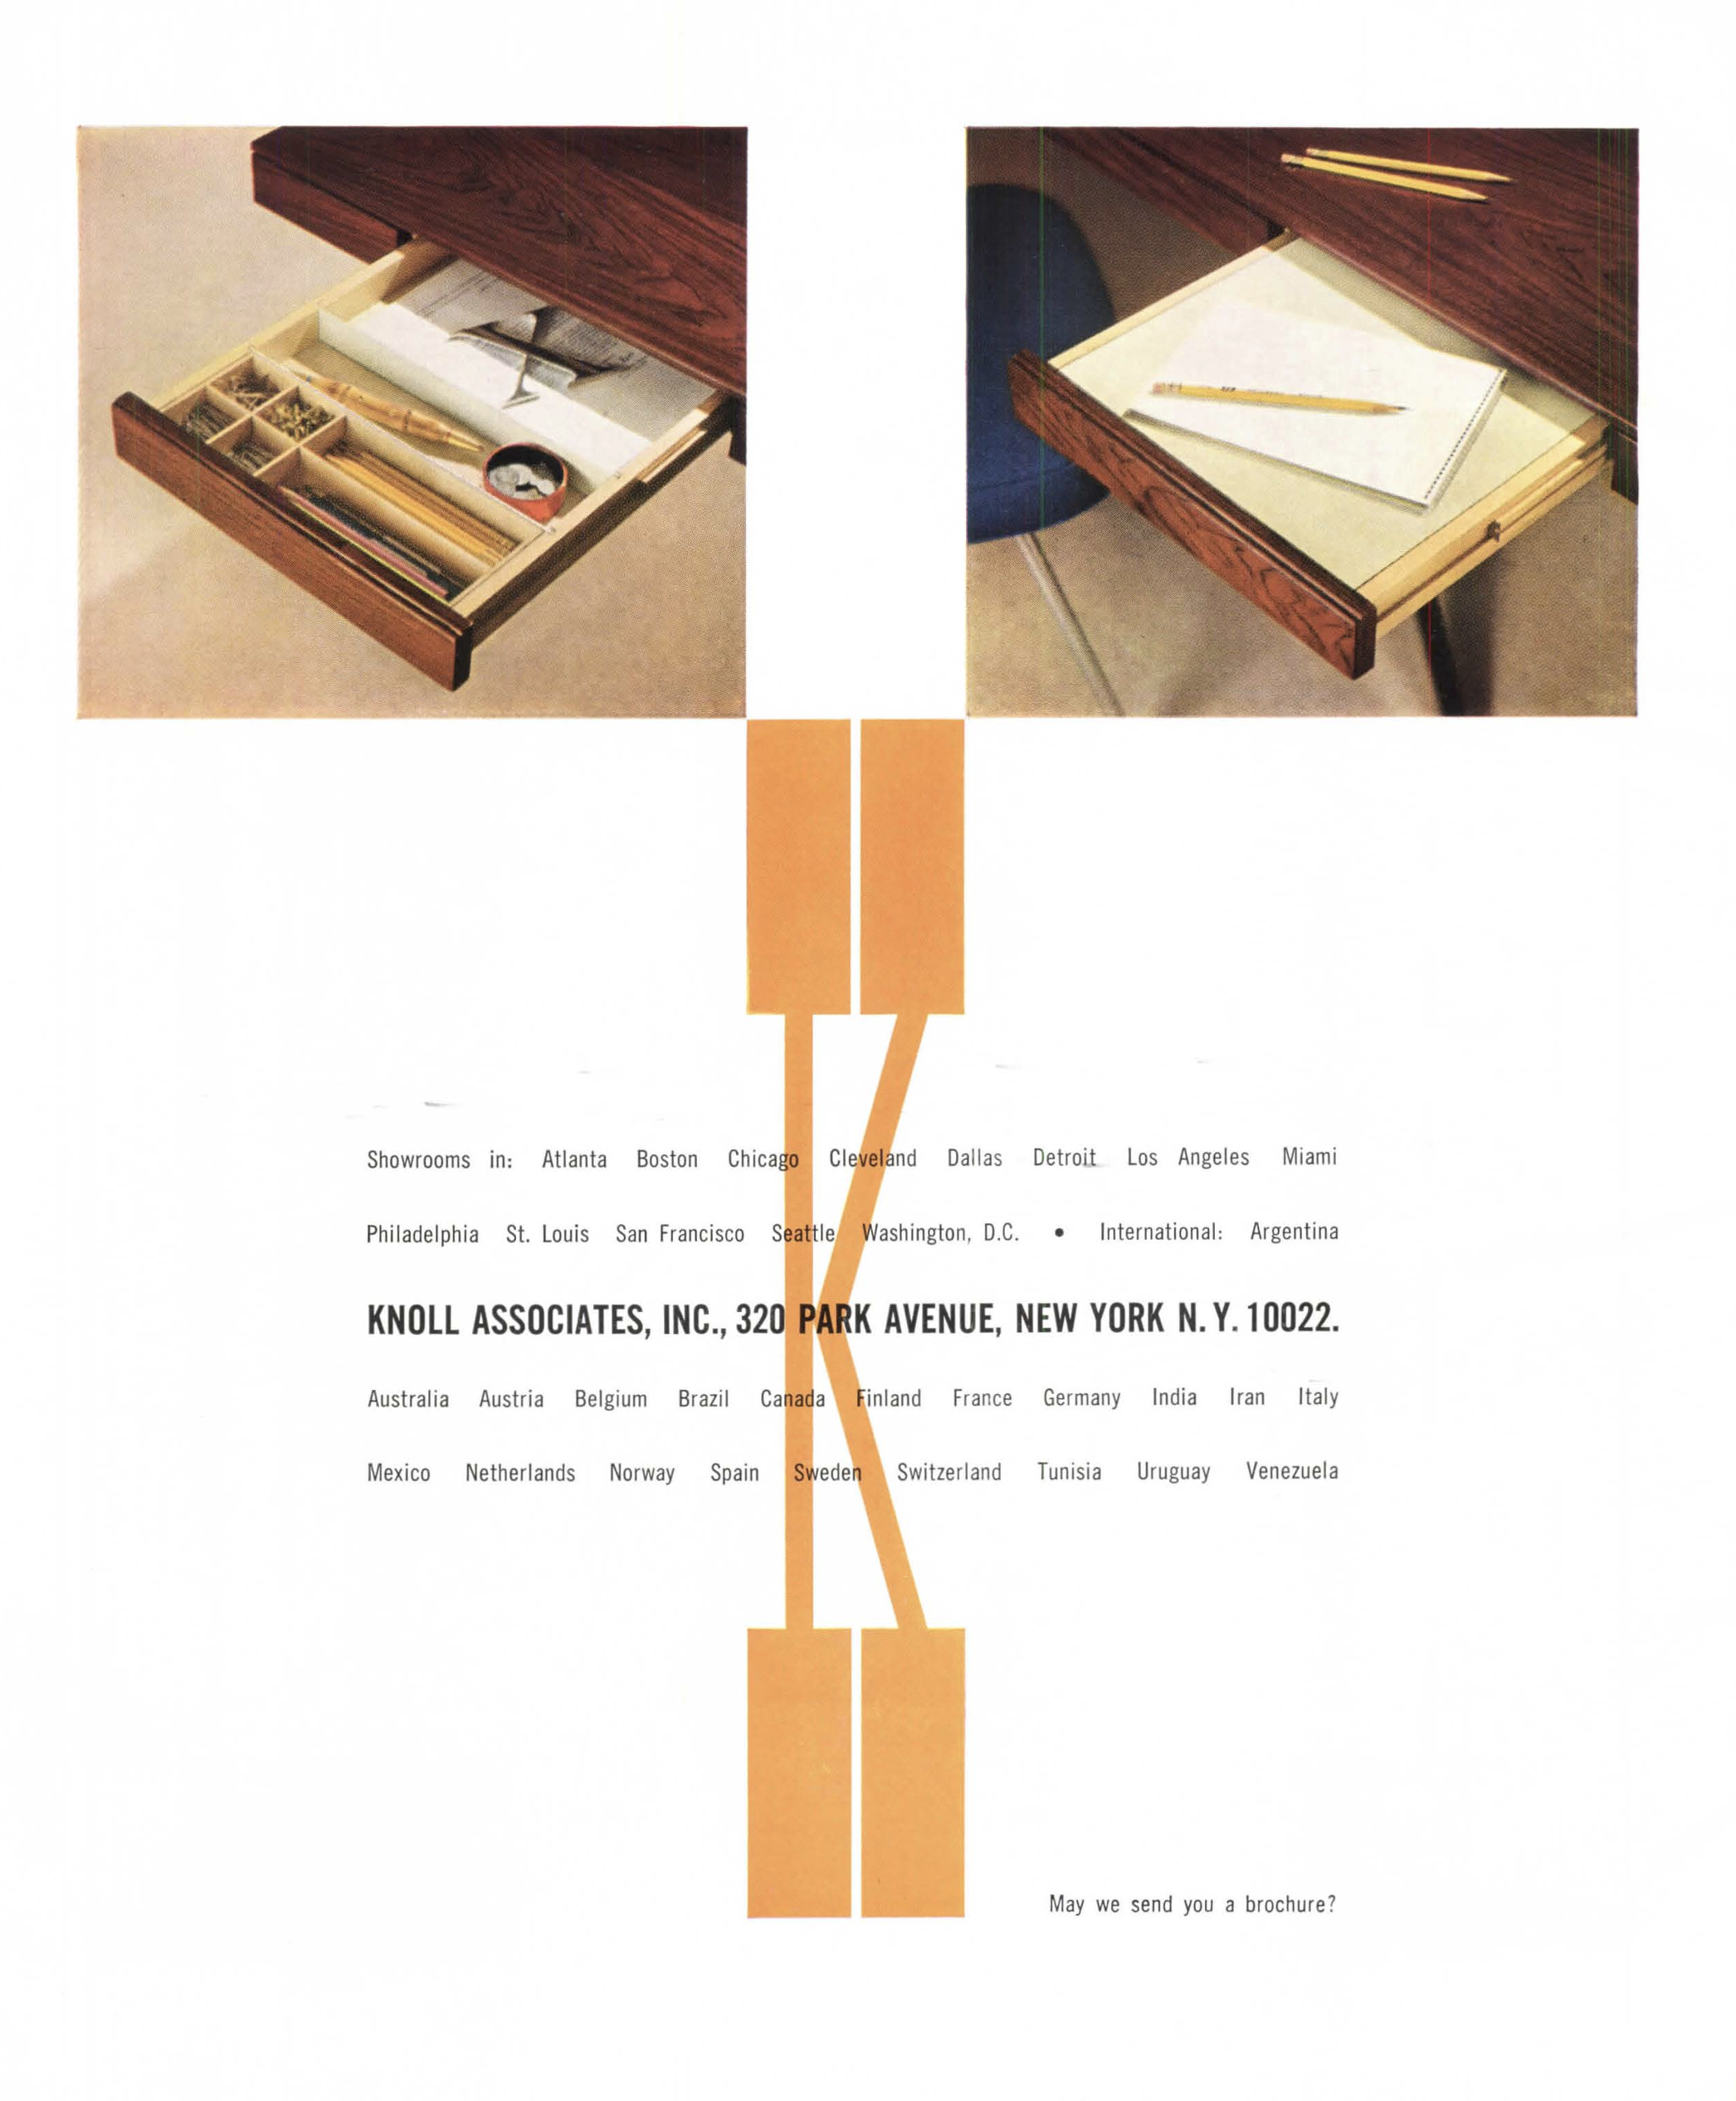 Showrooms in: Atlanta Boston Chicago Cleveland Dallas Detroit Los Angeles Miami
Philadelphia St. Louis San Francisco Seattle Washington, D.C. • International: Argentina
KNOLL ASSOCIATES, INC., 320 PARK AVENUE, NEW YORK N.Y. 10022.
Australia Austria Belgium Brazil Canada Finland France Germany India Iran Italy
Mexico Netherlands Norway Spain Sweden Switzerland Tunisia Uruguay Venezuela
May we send you a brochure?